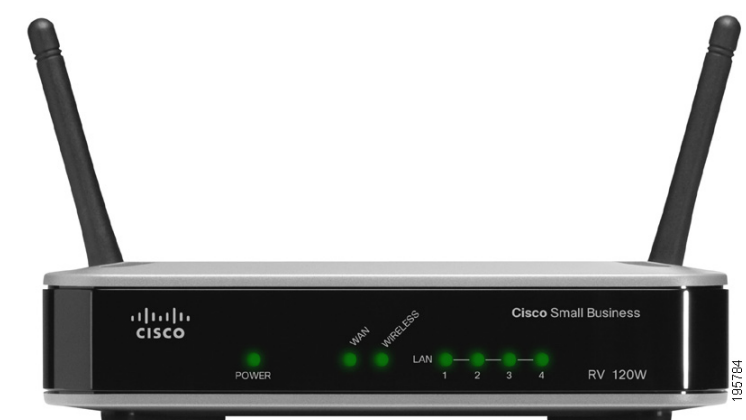 CISCO
Cisco Small Business
WAN
WIRELESS
POWER
LAN
1 2 3 4
RV 120W
195784